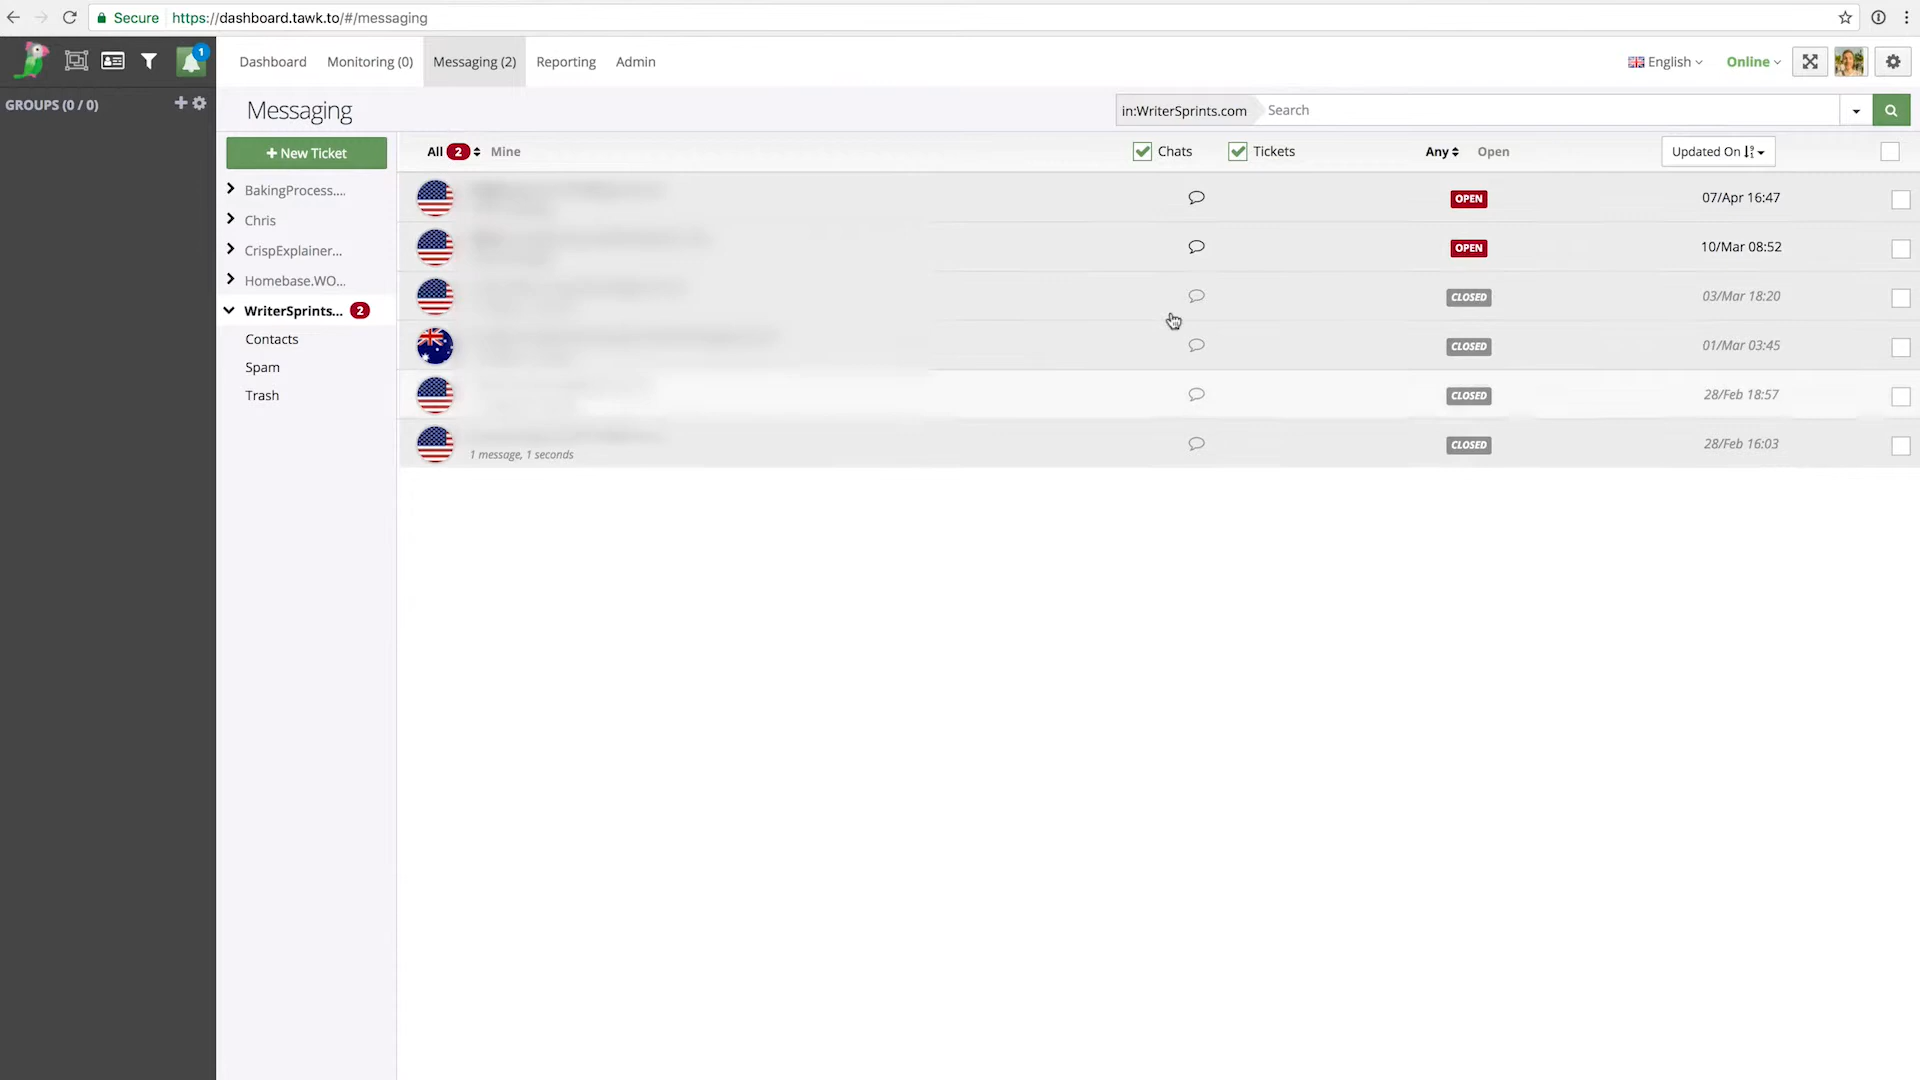 Secure https://dashboard.tawk.to/#/messaging
1
Dashboard Monitoring (0) Messaging (2) Reporting Admin English Online
GROUPS (0 / 0)
Messaging in:WriterSprints.com Search
+ New Ticket All 2 Mine Chats Tickets Any Open Updated On
BakingProcess.... OPEN 07/Apr 16:47
Chris
CrispExplainer... OPEN 10/Mar 08:52
Homebase.WO... CLOSED 03/Mar 18:20
WriterSprints... 2
Contacts CLOSED 01/Mar 03:45
Spam
Trash CLOSED 28/Feb 18:57
CLOSED 28/Feb 16:03
1 message, 1 seconds